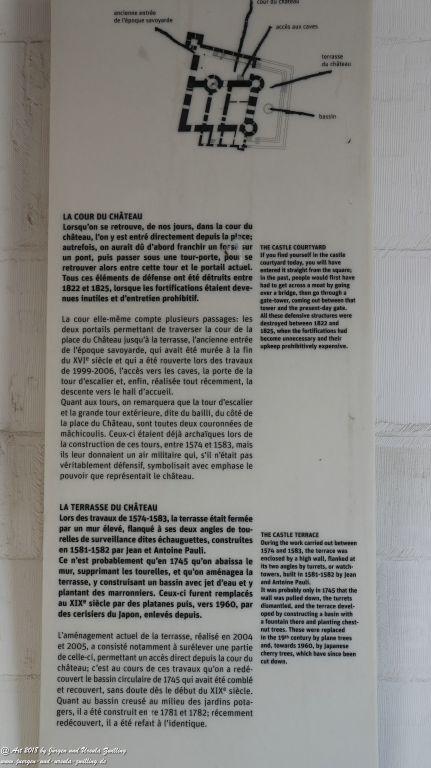 cour du château
ancienne entrée
de l'époque savoyarde
accès aux caves
terrasse
du château
bassin
LA COUR DU CHÂTEAU
Lorsqu'on se retrouve, de nos jours, dans la cour du
château, l'on y est entré directement depuis la place;
autrefois, on aurait dû d'abord franchir un fossé sur
un pont, puis passer sous une tour-porte, pour se
retrouver alors entre cette tour et le portail actuel.
Tous ces éléments de défense ont été détruits entre
1822 et 1825, lorsque les fortifications étaient deve-
nues inutiles et d'entretien prohibitif.
La cour elle-même compte plusieurs passages: les
deux portails permettant de traverser la cour de la
place du Château jusqu'à la terrasse, l'ancienne entrée
de l'époque savoyarde, qui avait été murée à la fin
du XVIe siècle et qui a été rouverte lors des travaux
de 1999-2006, l'accès vers les caves, la porte de la
tour d'escalier et, enfin, réalisée tout récemment, la
descente vers le hall d'accueil.
Quant aux tours, on remarquera que la tour d'escalier
et la grande tour extérieure, dite du bailli, du côté de
la place du Château, sont toutes deux couronnées de
mâchicoulis. Ceux-ci étaient déjà archaïques lors de
la construction de ces tours, entre 1574 et 1583, mais
ils leur donnaient un air militaire qui, s'il n'était pas
véritablement défensif, symbolisait avec emphase le
pouvoir que représentait le château.
THE CASTLE COURTYARD
If you find yourself in the castle
courtyard today, you will have
entered it straight from the square;
in the past, people would first have
had to get across a moat by going
over a bridge, then go through a
gate-tower, coming out between that
tower and the present-day gate.
All these defensive structures were
destroyed between 1822 and
1825, when the fortifications had
become unnecessary and their
upkeep prohibitively expensive.
LA TERRASSE DU CHÂTEAU
Lors des travaux de 1574-1583, la terrasse était fermée
par un mur élevé, flanqué à ses deux angles de tou-
relles de surveillance dites échauguettes, construites
en 1581-1582 par Jean et Antoine Pauli.
Ce n'est probablement qu'en 1745 qu'on abaissa le
mur, supprimant les tourelles, et qu'on aménagea la
terrasse, y construisant un bassin avec jet d'eau et y
plantant des marronniers. Ceux-ci furent remplacés
au XIXe siècle par des platanes puis, vers 1960, par
des cerisiers du Japon, enlevés depuis.
L'aménagement actuel de la terrasse, réalisé en 2004
et 2005, a consisté notamment à surélever une partie
de celle-ci, permettant un accès direct depuis la cour du
château; c'est au cours de ces travaux qu'on a redé-
couvert le bassin circulaire de 1745 qui avait été comblé
et recouvert, sans doute dès le début du XIXe siècle.
Quant au bassin creusé au milieu des jardins pota-
gers, il a été construit entre 1781 et 1782; récemment
redécouvert, il a été refait à l'identique.
THE CASTLE TERRACE
During the work carried out between
1574 and 1583, the terrace was
enclosed by a high wall, flanked at
its two angles by turrets, or watch-
towers, built in 1581-1582 by Jean
and Antoine Pauli.
It was probably only in 1745 that the
wall was pulled down, the turrets
dismantled, and the terrace devel-
oped by constructing a basin with
a fountain there and planting chest-
nut trees. These were replaced
in the 19th century by plane trees
and, towards 1960, by Japanese
cherry trees, which have since been
cut down.
© Art 2018 by Jürgen und Ursula Zwilling
www.juergen-und-ursula-zwilling.de